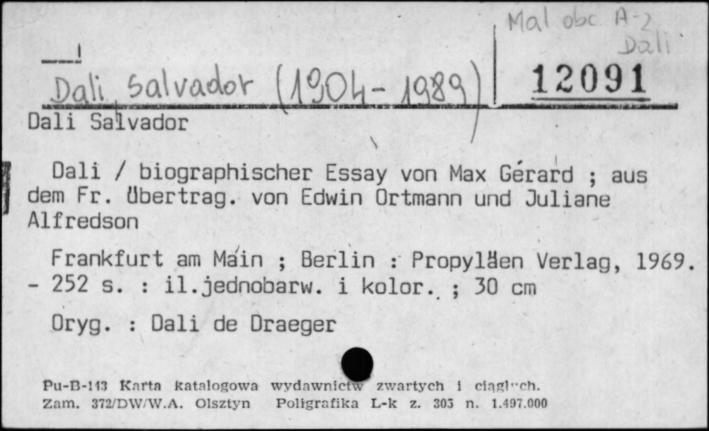 Mal obc A-2
Dali
Dali, Salvador (1904-1989)
12091
Dali Salvador
Dali / biographischer Essay von Max Gérard ; aus
dem Fr. Übertrag. von Edwin Ortmann und Juliane
Alfredson
Frankfurt am Main ; Berlin : Propyläen Verlag, 1969.
- 252 s. : il.jednobarw. i kolor. ; 30 cm
Oryg. : Dali de Draeger
Pu-B-143 Karta katalogowa wydawnictw zwartych i ciągłych.
Zam. 372/DW/W.A. Olsztyn Poligrafika L-k z. 303 n. 1.497.000